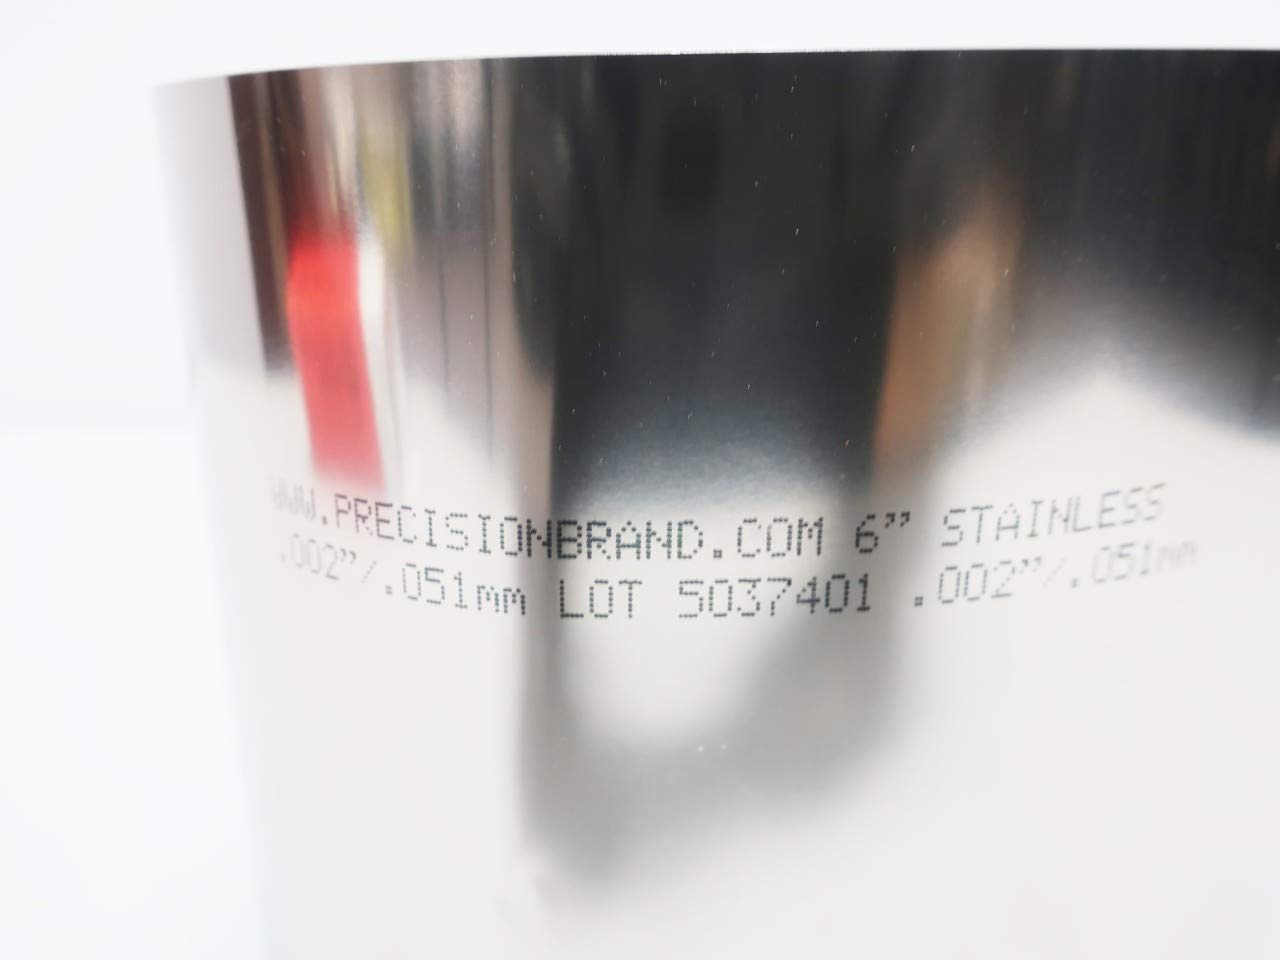 WWW.PRECISIONBRAND.COM 6” STAINLESS
.002”/.051mm LOT 5037401 .002”/.051mm